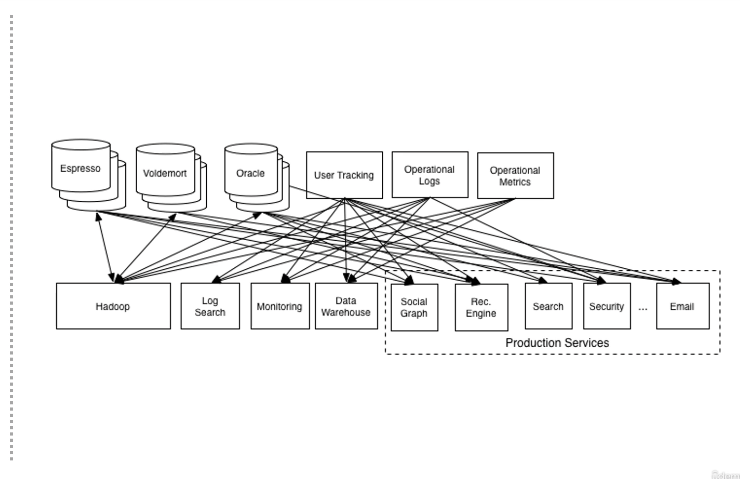 Espresso
Voldemort
Oracle
User Tracking
Operational
Logs
Operational
Metrics
Hadoop
Log
Search
Monitoring
Data
Warehouse
Social
Graph
Rec.
Engine
Search
Security
...
Email
Production Services